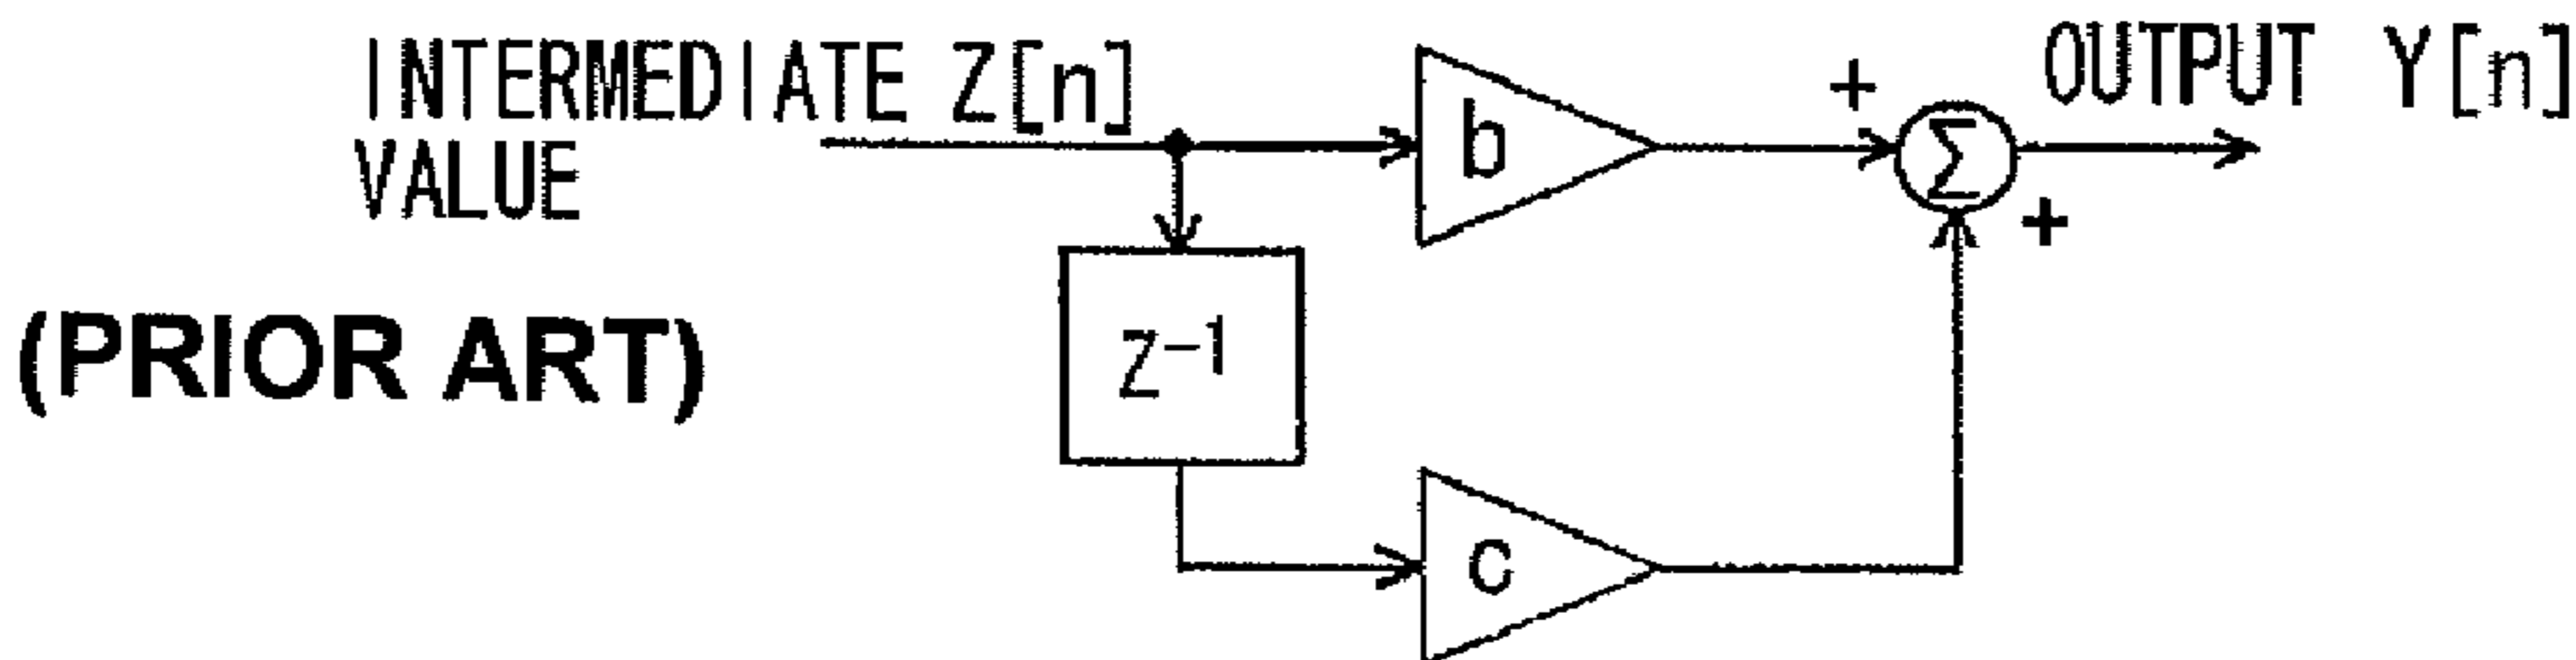 INTERMEDIATE Z[n]
VALUE
b
+
Σ
+
OUTPUT Y[n]
(PRIOR ART)
Z⁻¹
c